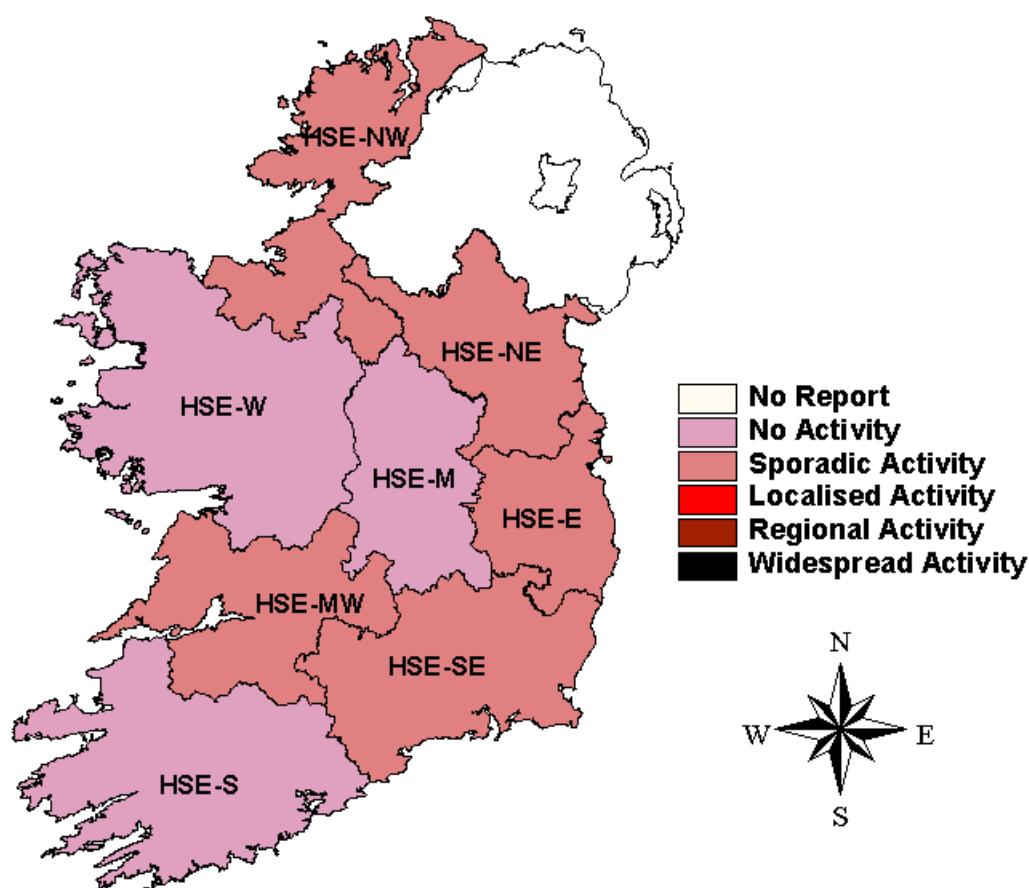 HSE-NW
HSE-NE
HSE-W
HSE-M
HSE-E
HSE-MW
HSE-SE
HSE-S
No Report
No Activity
Sporadic Activity
Localised Activity
Regional Activity
Widespread Activity
N
W E
S